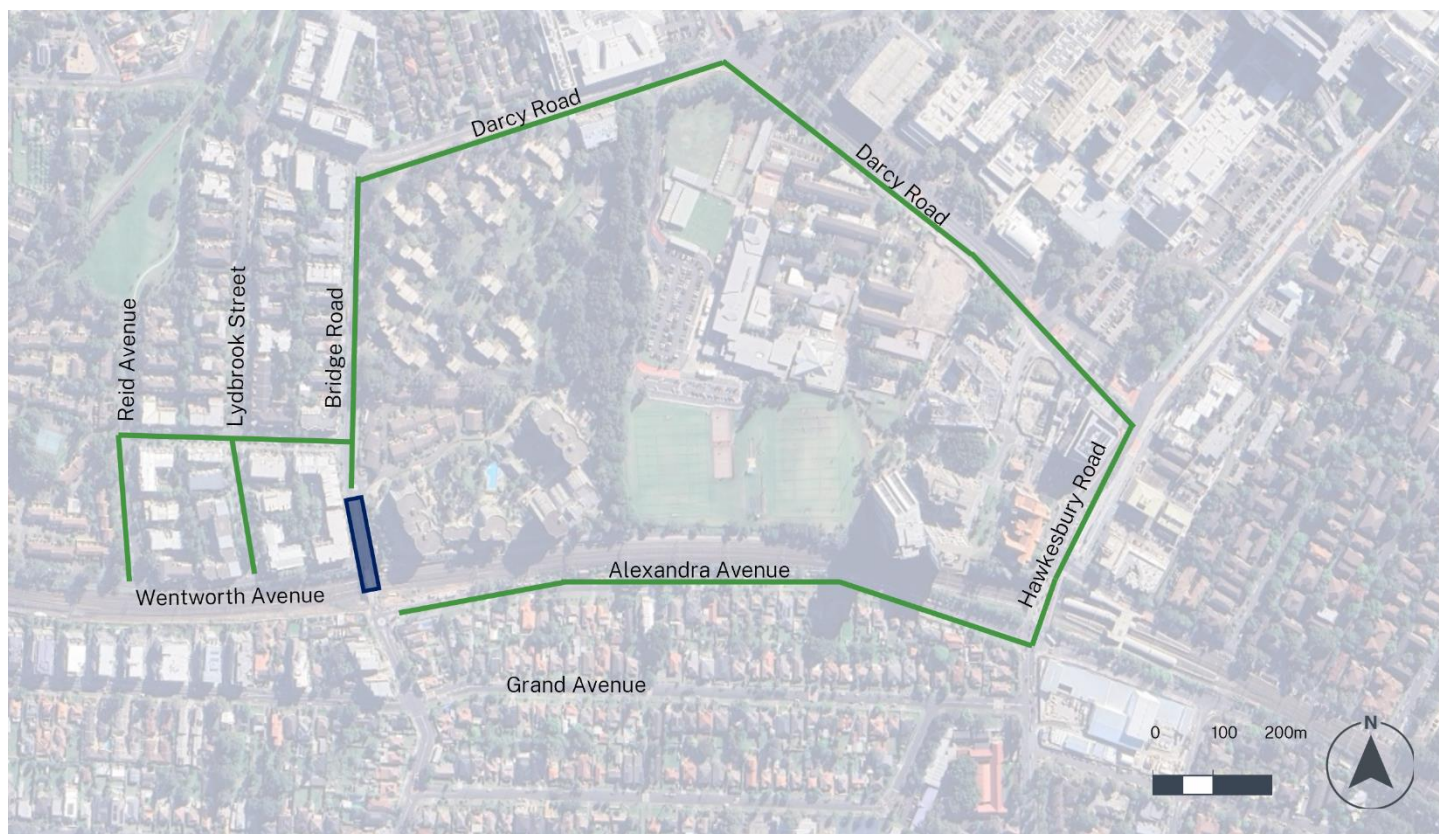 Darcy Road
Darcy Road
Reid Avenue
Lydbrook Street
Bridge Road
Hawkesbury Road
Alexandra Avenue
Wentworth Avenue
Grand Avenue
N
0 100 200m